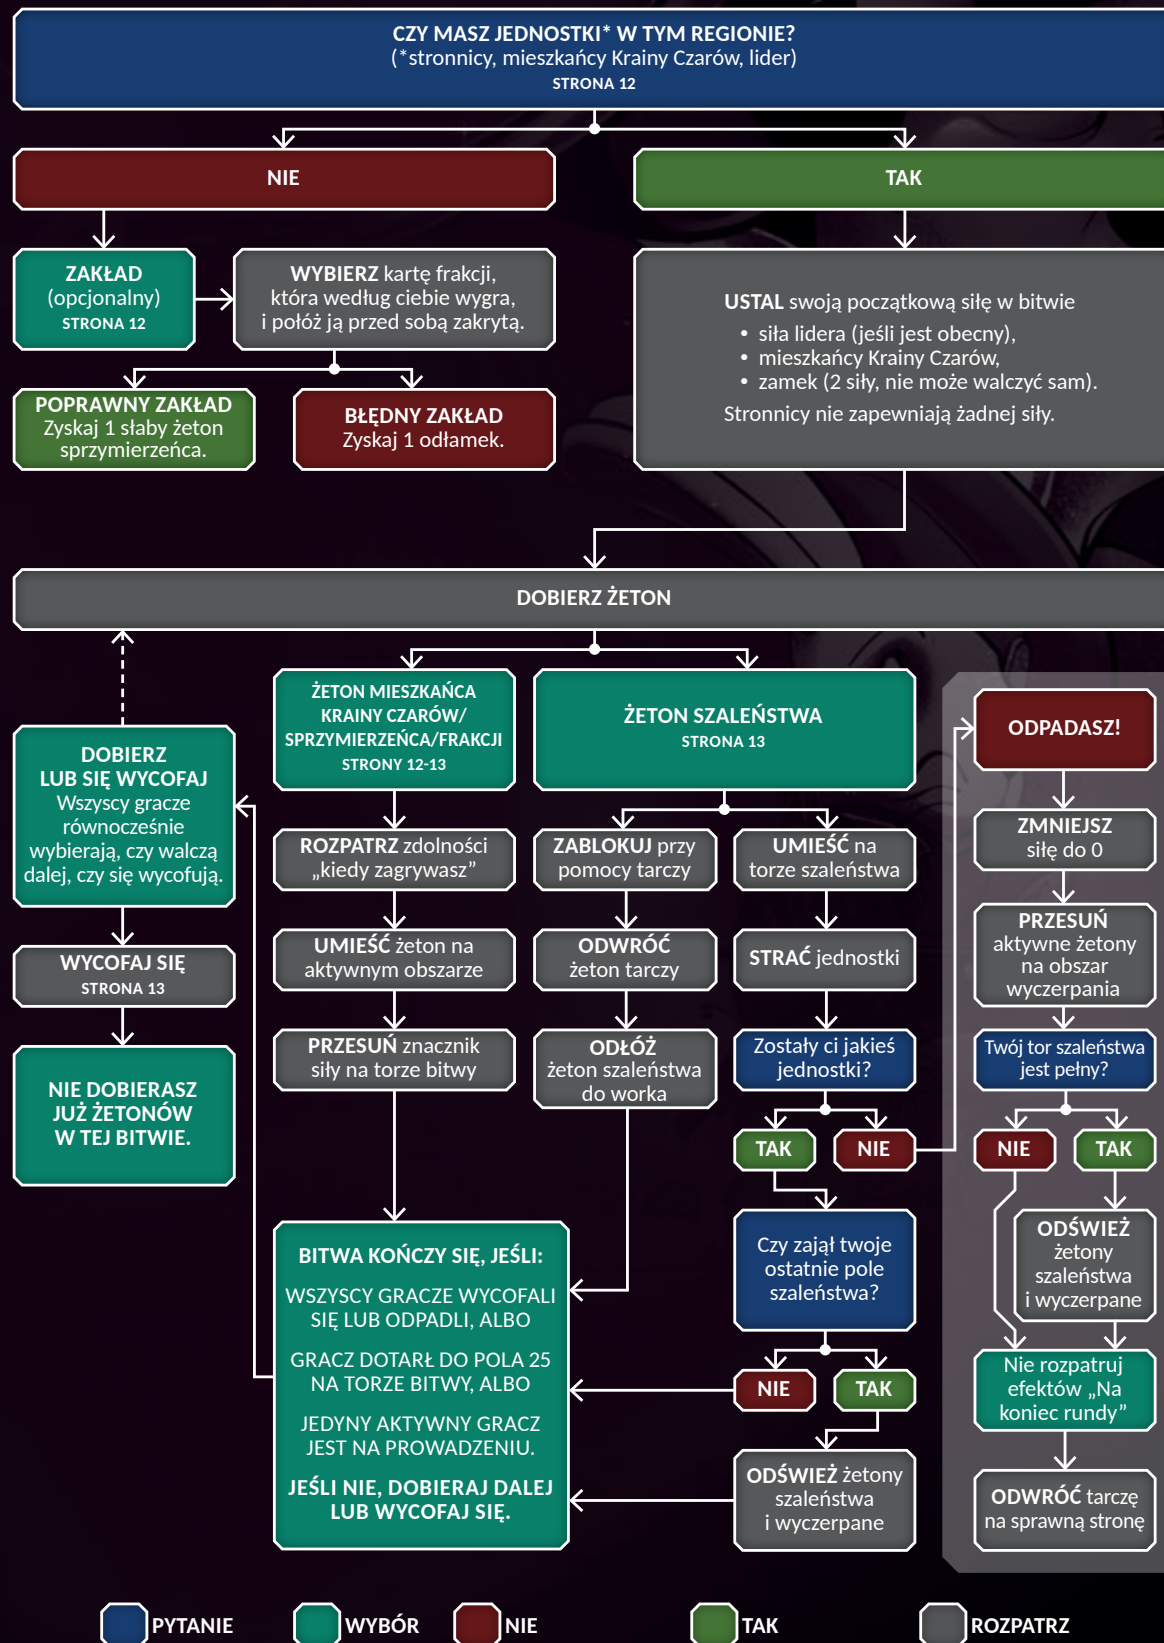 CZY MASZ JEDNOSTKI* W TYM REGIONIE?
(*stronnicy, mieszkańcy Krainy Czarów, lider)
STRONA 12
NIE
TAK
ZAKŁAD
(opcjonalny)
STRONA 12
WYBIERZ kartę frakcji,
która według ciebie wygra,
i połóż ją przed sobą zakrytą.
POPRAWNY ZAKŁAD
Zyskaj 1 słaby żeton
sprzymierzeńca.
BŁĘDNY ZAKŁAD
Zyskaj 1 odłamek.
USTAL swoją początkową siłę w bitwie
• siła lidera (jeśli jest obecny),
• mieszkańcy Krainy Czarów,
• zamek (2 siły, nie może walczyć sam).
Stronnicy nie zapewniają żadnej siły.
DOBIERZ ŻETON
DOBIERZ
LUB SIĘ WYCOFAJ
Wszyscy gracze
równocześnie
wybierają, czy walczą
dalej, czy się wycofują.
WYCOFAJ SIĘ
STRONA 13
NIE DOBIERASZ
JUŻ ŻETONÓW
W TEJ BITWIE.
ŻETON MIESZKAŃCA
KRAINY CZARÓW/
SPRZYMIERZEŃCA/FRAKCJI
STRONY 12-13
ROZPATRZ zdolności
„kiedy zagrywasz”
UMIEŚĆ żeton na
aktywnym obszarze
PRZESUŃ znacznik
siły na torze bitwy
BITWA KOŃCZY SIĘ, JEŚLI:
WSZYSCY GRACZE WYCOFALI
SIĘ LUB ODPADLI, ALBO
GRACZ DOTARŁ DO POLA 25
NA TORZE BITWY, ALBO
JEDYNY AKTYWNY GRACZ
JEST NA PROWADZENIU.
JEŚLI NIE, DOBIERAJ DALEJ
LUB WYCOFAJ SIĘ.
ŻETON SZALEŃSTWA
STRONA 13
ZABLOKUJ przy
pomocy tarczy
ODWRÓĆ
żeton tarczy
ODŁÓŻ
żeton szaleństwa
do worka
UMIEŚĆ na
torze szaleństwa
STRAĆ jednostki
Zostały ci jakieś
jednostki?
TAK
NIE
Czy zajął twoje
ostatnie pole
szaleństwa?
NIE
TAK
ODŚWIEŻ żetony
szaleństwa
i wyczerpane
ODPADASZ!
ZMNIEJSZ
siłę do 0
PRZESUŃ
aktywne żetony
na obszar
wyczerpania
Twój tor szaleństwa
jest pełny?
NIE
TAK
ODŚWIEŻ
żetony
szaleństwa
i wyczerpane
Nie rozpatruj
efektów „Na
koniec rundy”
ODWRÓĆ tarczę
na sprawną stronę
PYTANIE
WYBÓR
NIE
TAK
ROZPATRZ